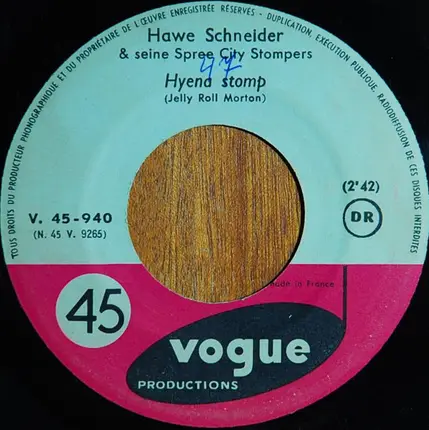 TOUS DROITS DU PRODUCTEUR PHONOGRAPHIQUE ET DU PROPRIÉTAIRE DE L'ŒUVRE ENREGISTRÉE RÉSERVÉS - DUPLICATION, EXÉCUTION PUBLIQUE, RADIODIFFUSION DE CES DISQUES INTERDITES
Hawe Schneider
& seine Spree City Stompers
47
Hyena stomp
(Jelly Roll Morton)
V. 45-940
(N. 45 V. 9265)
(2'42)
DR
Made in France
45
vogue
PRODUCTIONS